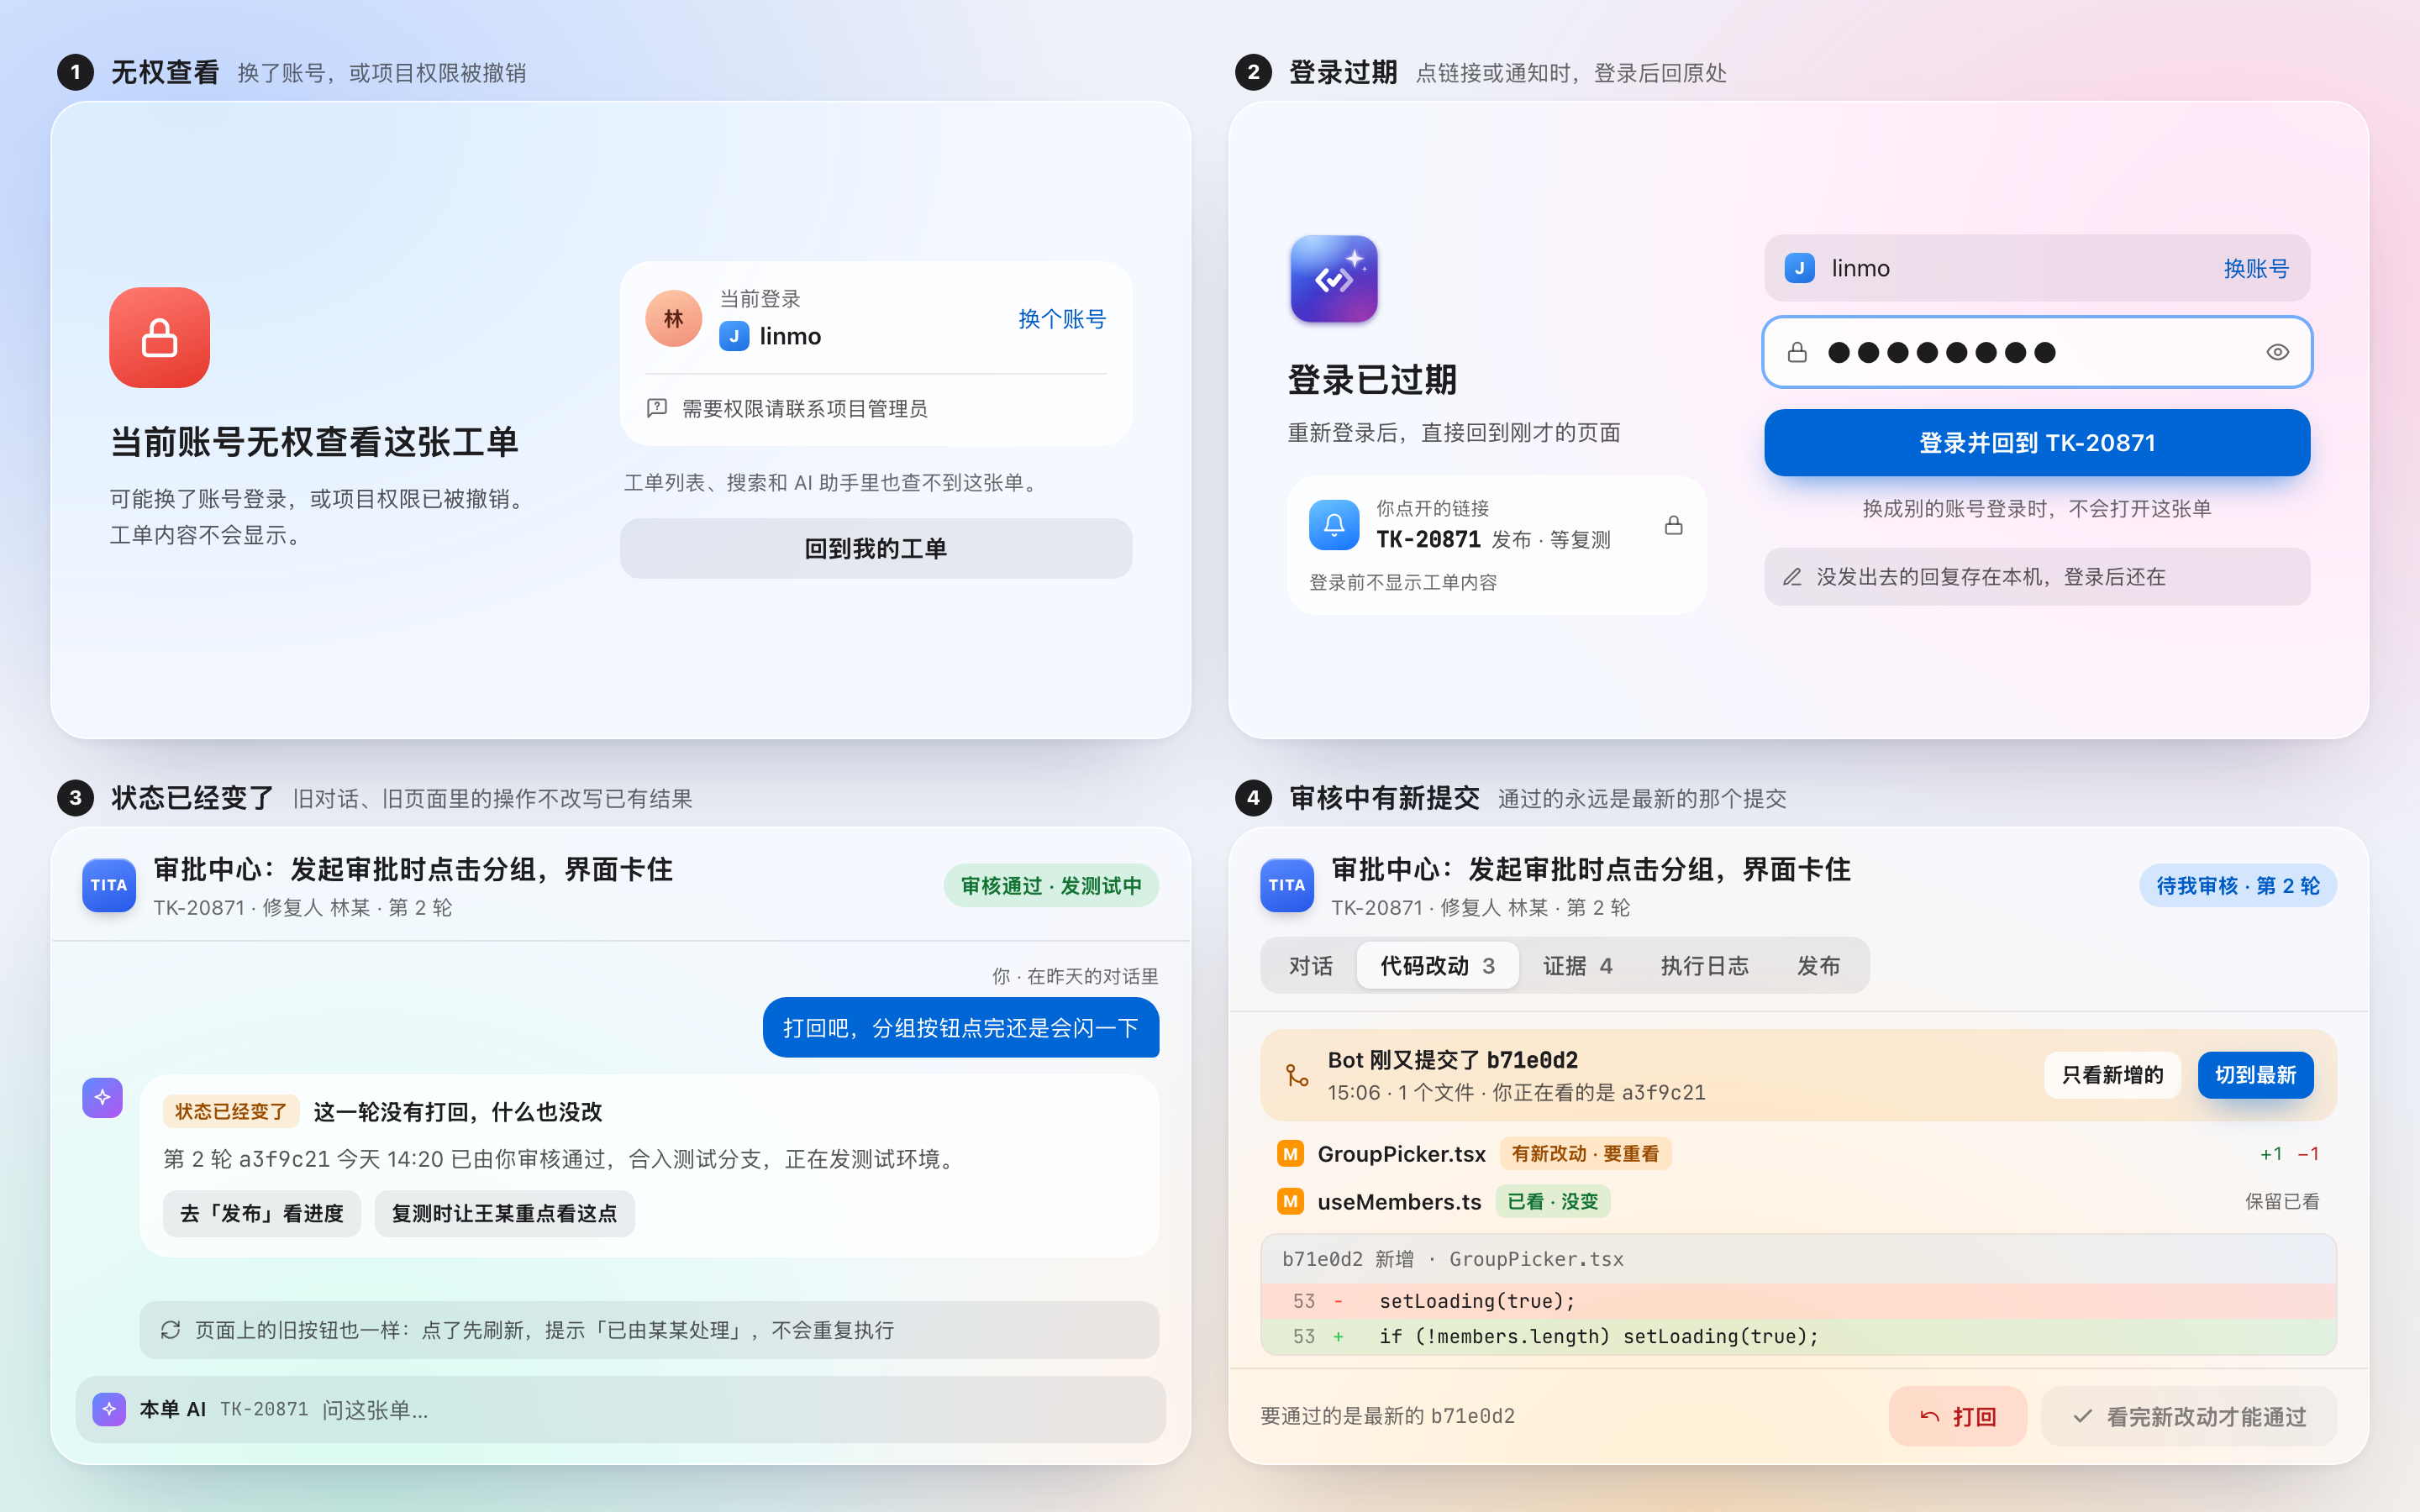 1 无权查看 换了账号，或项目权限被撤销
当前账号无权查看这张工单
可能换了账号登录，或项目权限已被撤销。
工单内容不会显示。
林
当前登录
J linmo
换个账号
需要权限请联系项目管理员
工单列表、搜索和 AI 助手里也查不到这张单。
回到我的工单
2 登录过期 点链接或通知时，登录后回原处
登录已过期
重新登录后，直接回到刚才的页面
你点开的链接
TK-20871 发布 · 等复测
登录前不显示工单内容
J linmo 换账号
登录并回到 TK-20871
换成别的账号登录时，不会打开这张单
没发出去的回复存在本机，登录后还在
3 状态已经变了 旧对话、旧页面里的操作不改写已有结果
TITA
审批中心：发起审批时点击分组，界面卡住
TK-20871 · 修复人 林某 · 第 2 轮
审核通过 · 发测试中
你 · 在昨天的对话里
打回吧，分组按钮点完还是会闪一下
状态已经变了 这一轮没有打回，什么也没改
第 2 轮 a3f9c21 今天 14:20 已由你审核通过，合入测试分支，正在发测试环境。
去「发布」看进度 复测时让王某重点看这点
页面上的旧按钮也一样：点了先刷新，提示「已由某某处理」，不会重复执行
本单 AI TK-20871 问这张单…
4 审核中有新提交 通过的永远是最新的那个提交
TITA
审批中心：发起审批时点击分组，界面卡住
TK-20871 · 修复人 林某 · 第 2 轮
待我审核 · 第 2 轮
对话 代码改动 3 证据 4 执行日志 发布
Bot 刚又提交了 b71e0d2
15:06 · 1 个文件 · 你正在看的是 a3f9c21
只看新增的 切到最新
M GroupPicker.tsx 有新改动 · 要重看 +1 −1
M useMembers.ts 已看 · 没变 保留已看
b71e0d2 新增 · GroupPicker.tsx
53 - setLoading(true);
53 + if (!members.length) setLoading(true);
要通过的是最新的 b71e0d2
打回 看完新改动才能通过